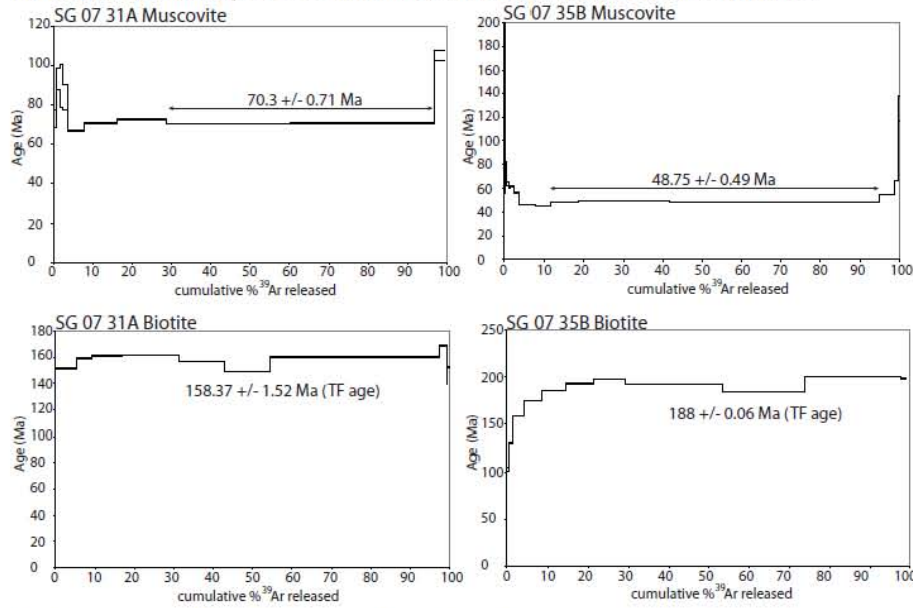 SG 07 31A Muscovite
120
100
80
60
40
20
0
Age (Ma)
70.3 +/- 0.71 Ma
0 10 20 30 40 50 60 70 80 90 100
cumulative % ³⁹Ar released
SG 07 35B Muscovite
200
180
160
140
120
100
80
60
40
20
0
Age (Ma)
48.75 +/- 0.49 Ma
0 10 20 30 40 50 60 70 80 90 100
cumulative % ³⁹Ar released
SG 07 31A Biotite
180
160
140
120
100
80
60
40
20
0
Age (Ma)
158.37 +/- 1.52 Ma (TF age)
0 10 20 30 40 50 60 70 80 90 100
cumulative % ³⁹Ar released
SG 07 35B Biotite
250
200
150
100
50
0
Age (Ma)
188 +/- 0.06 Ma (TF age)
0 10 20 30 40 50 60 70 80 90 100
cumulative % ³⁹Ar released